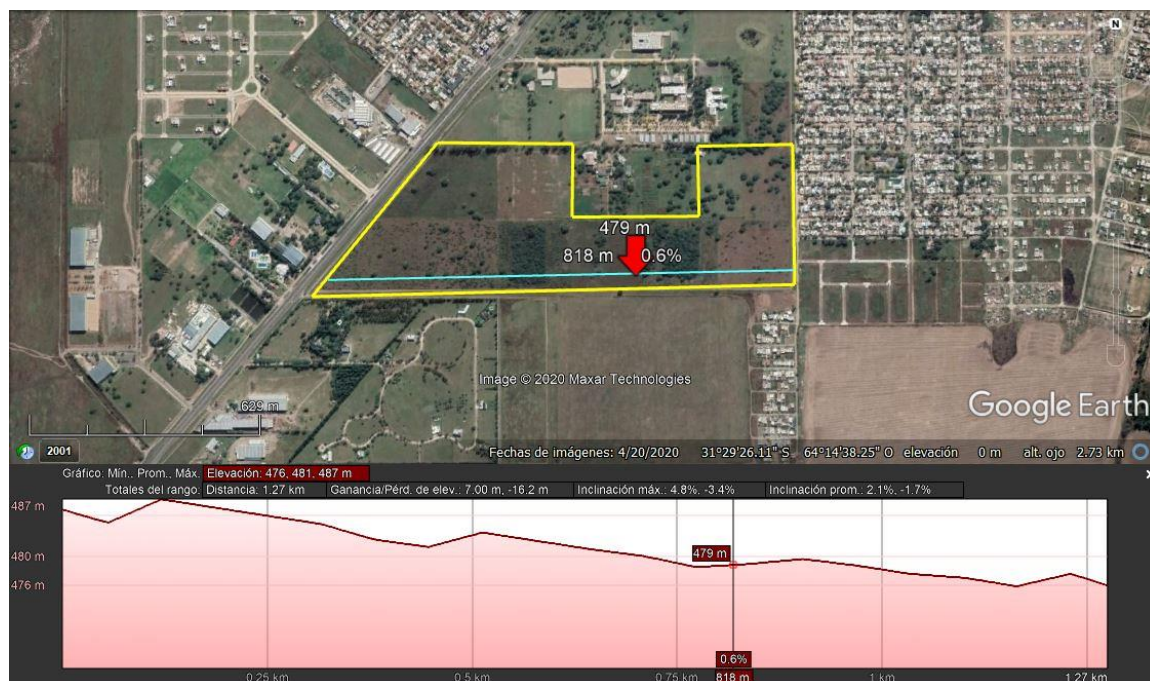 N
479 m
818 m 0.6%
Image © 2020 Maxar Technologies
629 m
Google Earth
2001
Fechas de imágenes: 4/20/2020 31°29'26.11" S 64°14'38.25" O elevación 0 m alt. ojo 2.73 km
Gráfico: Mín., Prom., Máx. Elevación: 476, 481, 487 m
Totales del rango: Distancia: 1.27 km Ganancia/Pérd. de elev.: 7.00 m, -16.2 m Inclinación máx.: 4.8%, -3.4% Inclinación prom.: 2.1%, -1.7%
487 m
480 m
476 m
479 m
0.6%
0.25 km 0.5 km 0.75 km 818 m 1 km 1.27 km